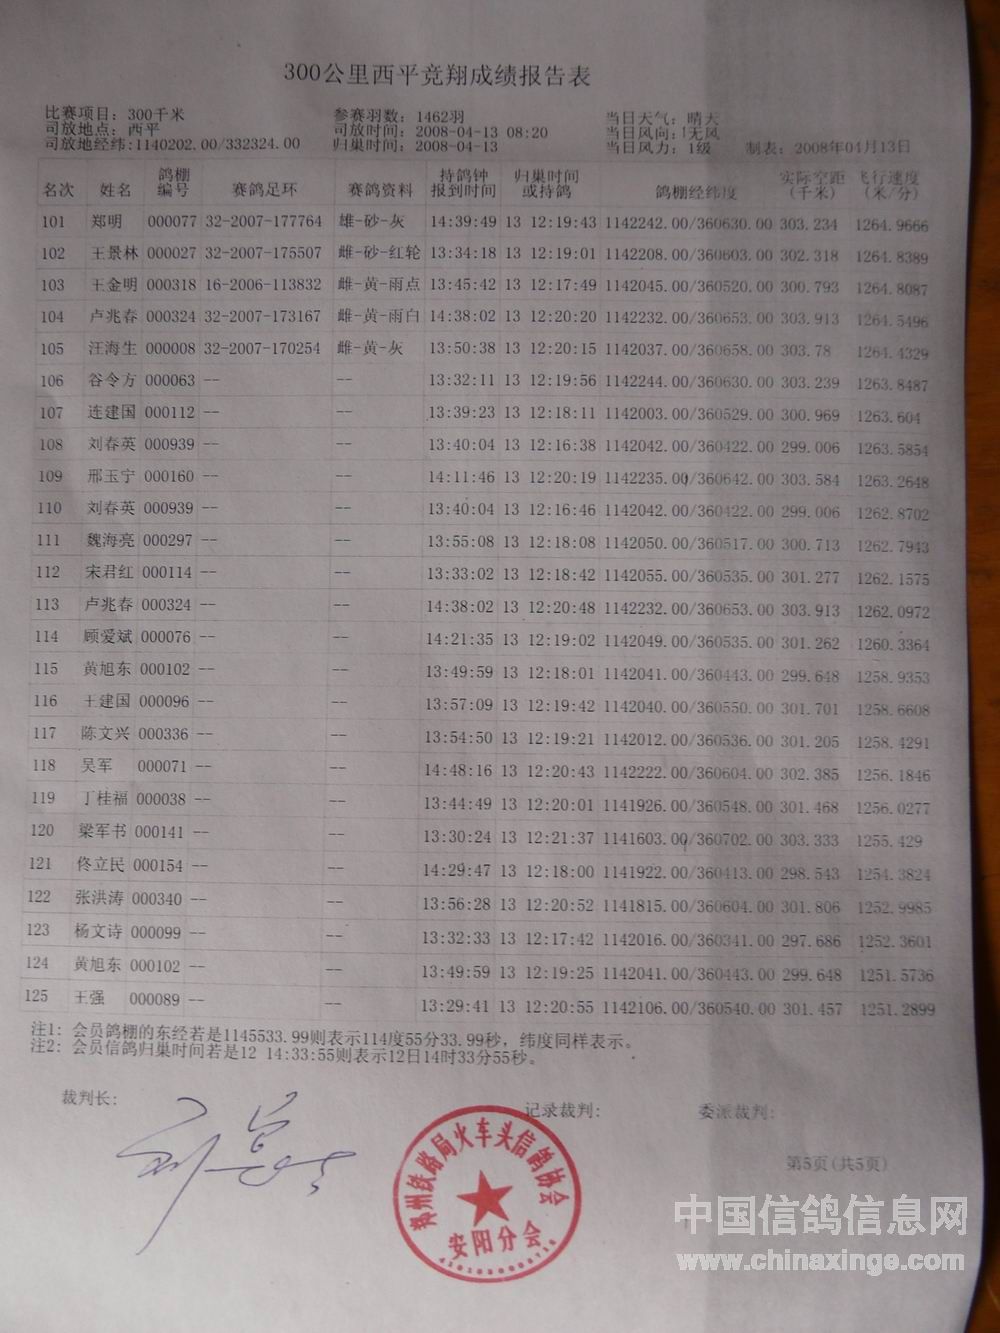 300公里西平竞翔成绩报告表
比赛项目: 300千米 参赛羽数: 1462羽 当日天气: 晴天
司放地点: 西平 司放时间: 2008-04-13 08:20 当日风向: 无风
司放地经纬:1140202.00/332324.00 归巢时间: 2008-04-13 当日风力: 1级 制表: 2008年04月13日
名次 姓名 鸽棚编号 赛鸽足环 赛鸽资料 持鸽钟报到时间 归巢时间或持鸽 鸽棚经纬度 实际空距(千米) 飞行速度(米/分)
101 郑明 000077 32-2007-177764 雄-砂-灰 14:39:49 13 12:19:43 1142242.00/360630.00 303.234 1264.9666
102 王景林 000027 32-2007-175507 雌-砂-红轮 13:34:18 13 12:19:01 1142208.00/360603.00 302.318 1264.8389
103 王金明 000318 16-2006-113832 雌-黄-雨点 13:45:42 13 12:17:49 1142045.00/360520.00 300.793 1264.8087
104 卢兆春 000324 32-2007-173167 雌-黄-雨白 14:38:02 13 12:20:20 1142232.00/360653.00 303.913 1264.5496
105 汪海生 000008 32-2007-170254 雌-黄-灰 13:50:38 13 12:20:15 1142037.00/360658.00 303.78 1264.4329
106 谷令方 000063 -- -- 13:32:11 13 12:19:56 1142244.00/360630.00 303.239 1263.8487
107 连建国 000112 -- -- 13:39:23 13 12:18:11 1142003.00/360529.00 300.969 1263.604
108 刘春英 000939 -- -- 13:40:04 13 12:16:38 1142042.00/360422.00 299.006 1263.5854
109 邢玉宁 000160 -- -- 14:11:46 13 12:20:19 1142235.00/360642.00 303.584 1263.2648
110 刘春英 000939 -- -- 13:40:04 13 12:16:46 1142042.00/360422.00 299.006 1262.8702
111 魏海亮 000297 -- -- 13:55:08 13 12:18:08 1142050.00/360517.00 300.713 1262.7943
112 宋君红 000114 -- -- 13:33:02 13 12:18:42 1142055.00/360535.00 301.277 1262.1575
113 卢兆春 000324 -- -- 14:38:02 13 12:20:48 1142232.00/360653.00 303.913 1262.0972
114 顾爱斌 000076 -- -- 14:21:35 13 12:19:02 1142049.00/360535.00 301.262 1260.3364
115 黄旭东 000102 -- -- 13:49:59 13 12:18:01 1142041.00/360443.00 299.648 1258.9353
116 王建国 000096 -- -- 13:57:09 13 12:19:42 1142040.00/360550.00 301.701 1258.6608
117 陈文兴 000336 -- -- 13:54:50 13 12:19:21 1142012.00/360536.00 301.205 1258.4291
118 吴军 000071 -- -- 14:48:16 13 12:20:43 1142222.00/360604.00 302.385 1256.1846
119 丁桂福 000038 -- -- 13:44:49 13 12:20:01 1141926.00/360548.00 301.468 1256.0277
120 梁军书 000141 -- -- 13:30:24 13 12:21:37 1141603.00/360702.00 303.333 1255.429
121 佟立民 000154 -- -- 14:29:47 13 12:18:00 1141922.00/360413.00 298.543 1254.3824
122 张洪涛 000340 -- -- 13:56:28 13 12:20:52 1141815.00/360604.00 301.806 1252.9985
123 杨文诗 000099 -- -- 13:32:33 13 12:17:42 1142016.00/360341.00 297.686 1252.3601
124 黄旭东 000102 -- -- 13:49:59 13 12:19:25 1142041.00/360443.00 299.648 1251.5736
125 王强 000089 -- -- 13:29:41 13 12:20:55 1142106.00/360540.00 301.457 1251.2899
注1: 会员鸽棚的东经若是1145533.99则表示114度55分33.99秒，纬度同样表示。
注2: 会员信鸽归巢时间若是12 14:33:55则表示12日14时33分55秒。
裁判长: 记录裁判: 委派裁判:
郑州铁路局火车头信鸽协会
安阳分会
第5页(共5页)
中国信鸽信息网
www.chinaxinge.com